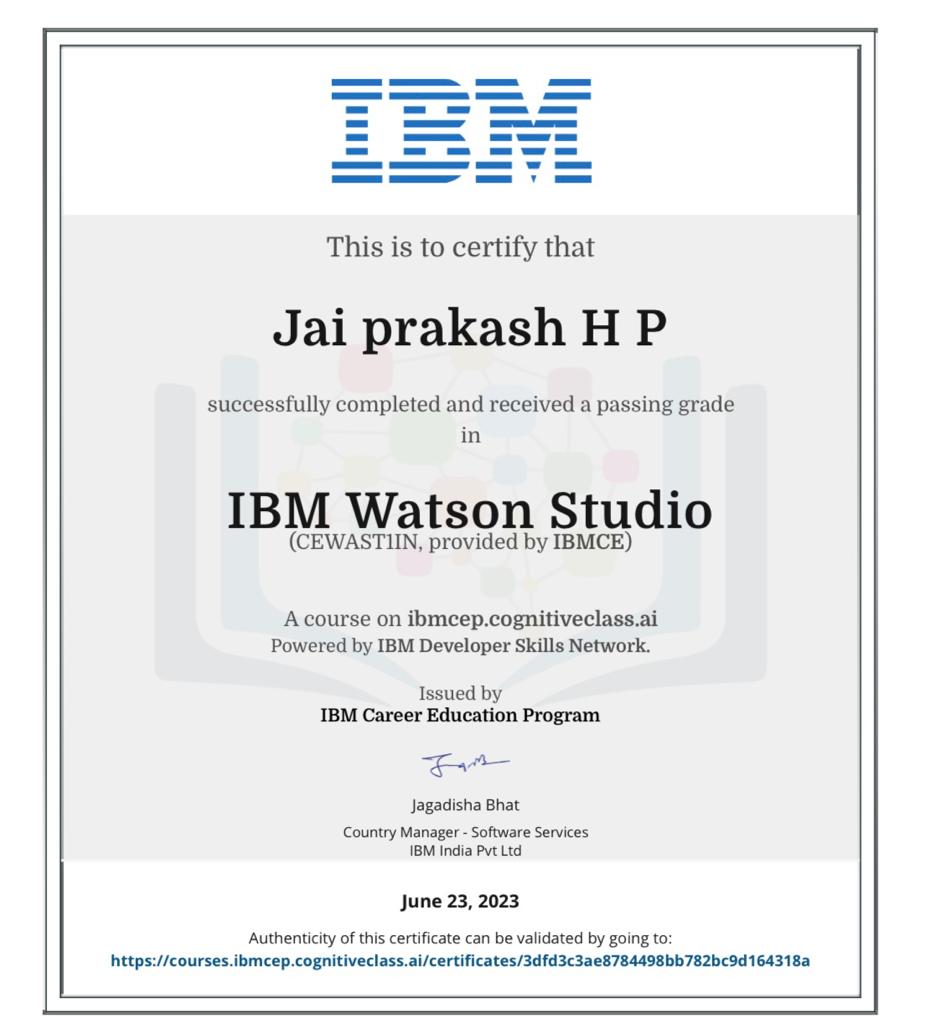 IBM
This is to certify that
Jai prakash H P
successfully completed and received a passing grade
in
IBM Watson Studio
(CEWAST1IN, provided by IBMCE)
A course on ibmcep.cognitiveclass.ai
Powered by IBM Developer Skills Network.
Issued by
IBM Career Education Program
Jagadisha Bhat
Country Manager - Software Services
IBM India Pvt Ltd
June 23, 2023
Authenticity of this certificate can be validated by going to:
https://courses.ibmcep.cognitiveclass.ai/certificates/3dfd3c3ae8784498bb782bc9d164318a